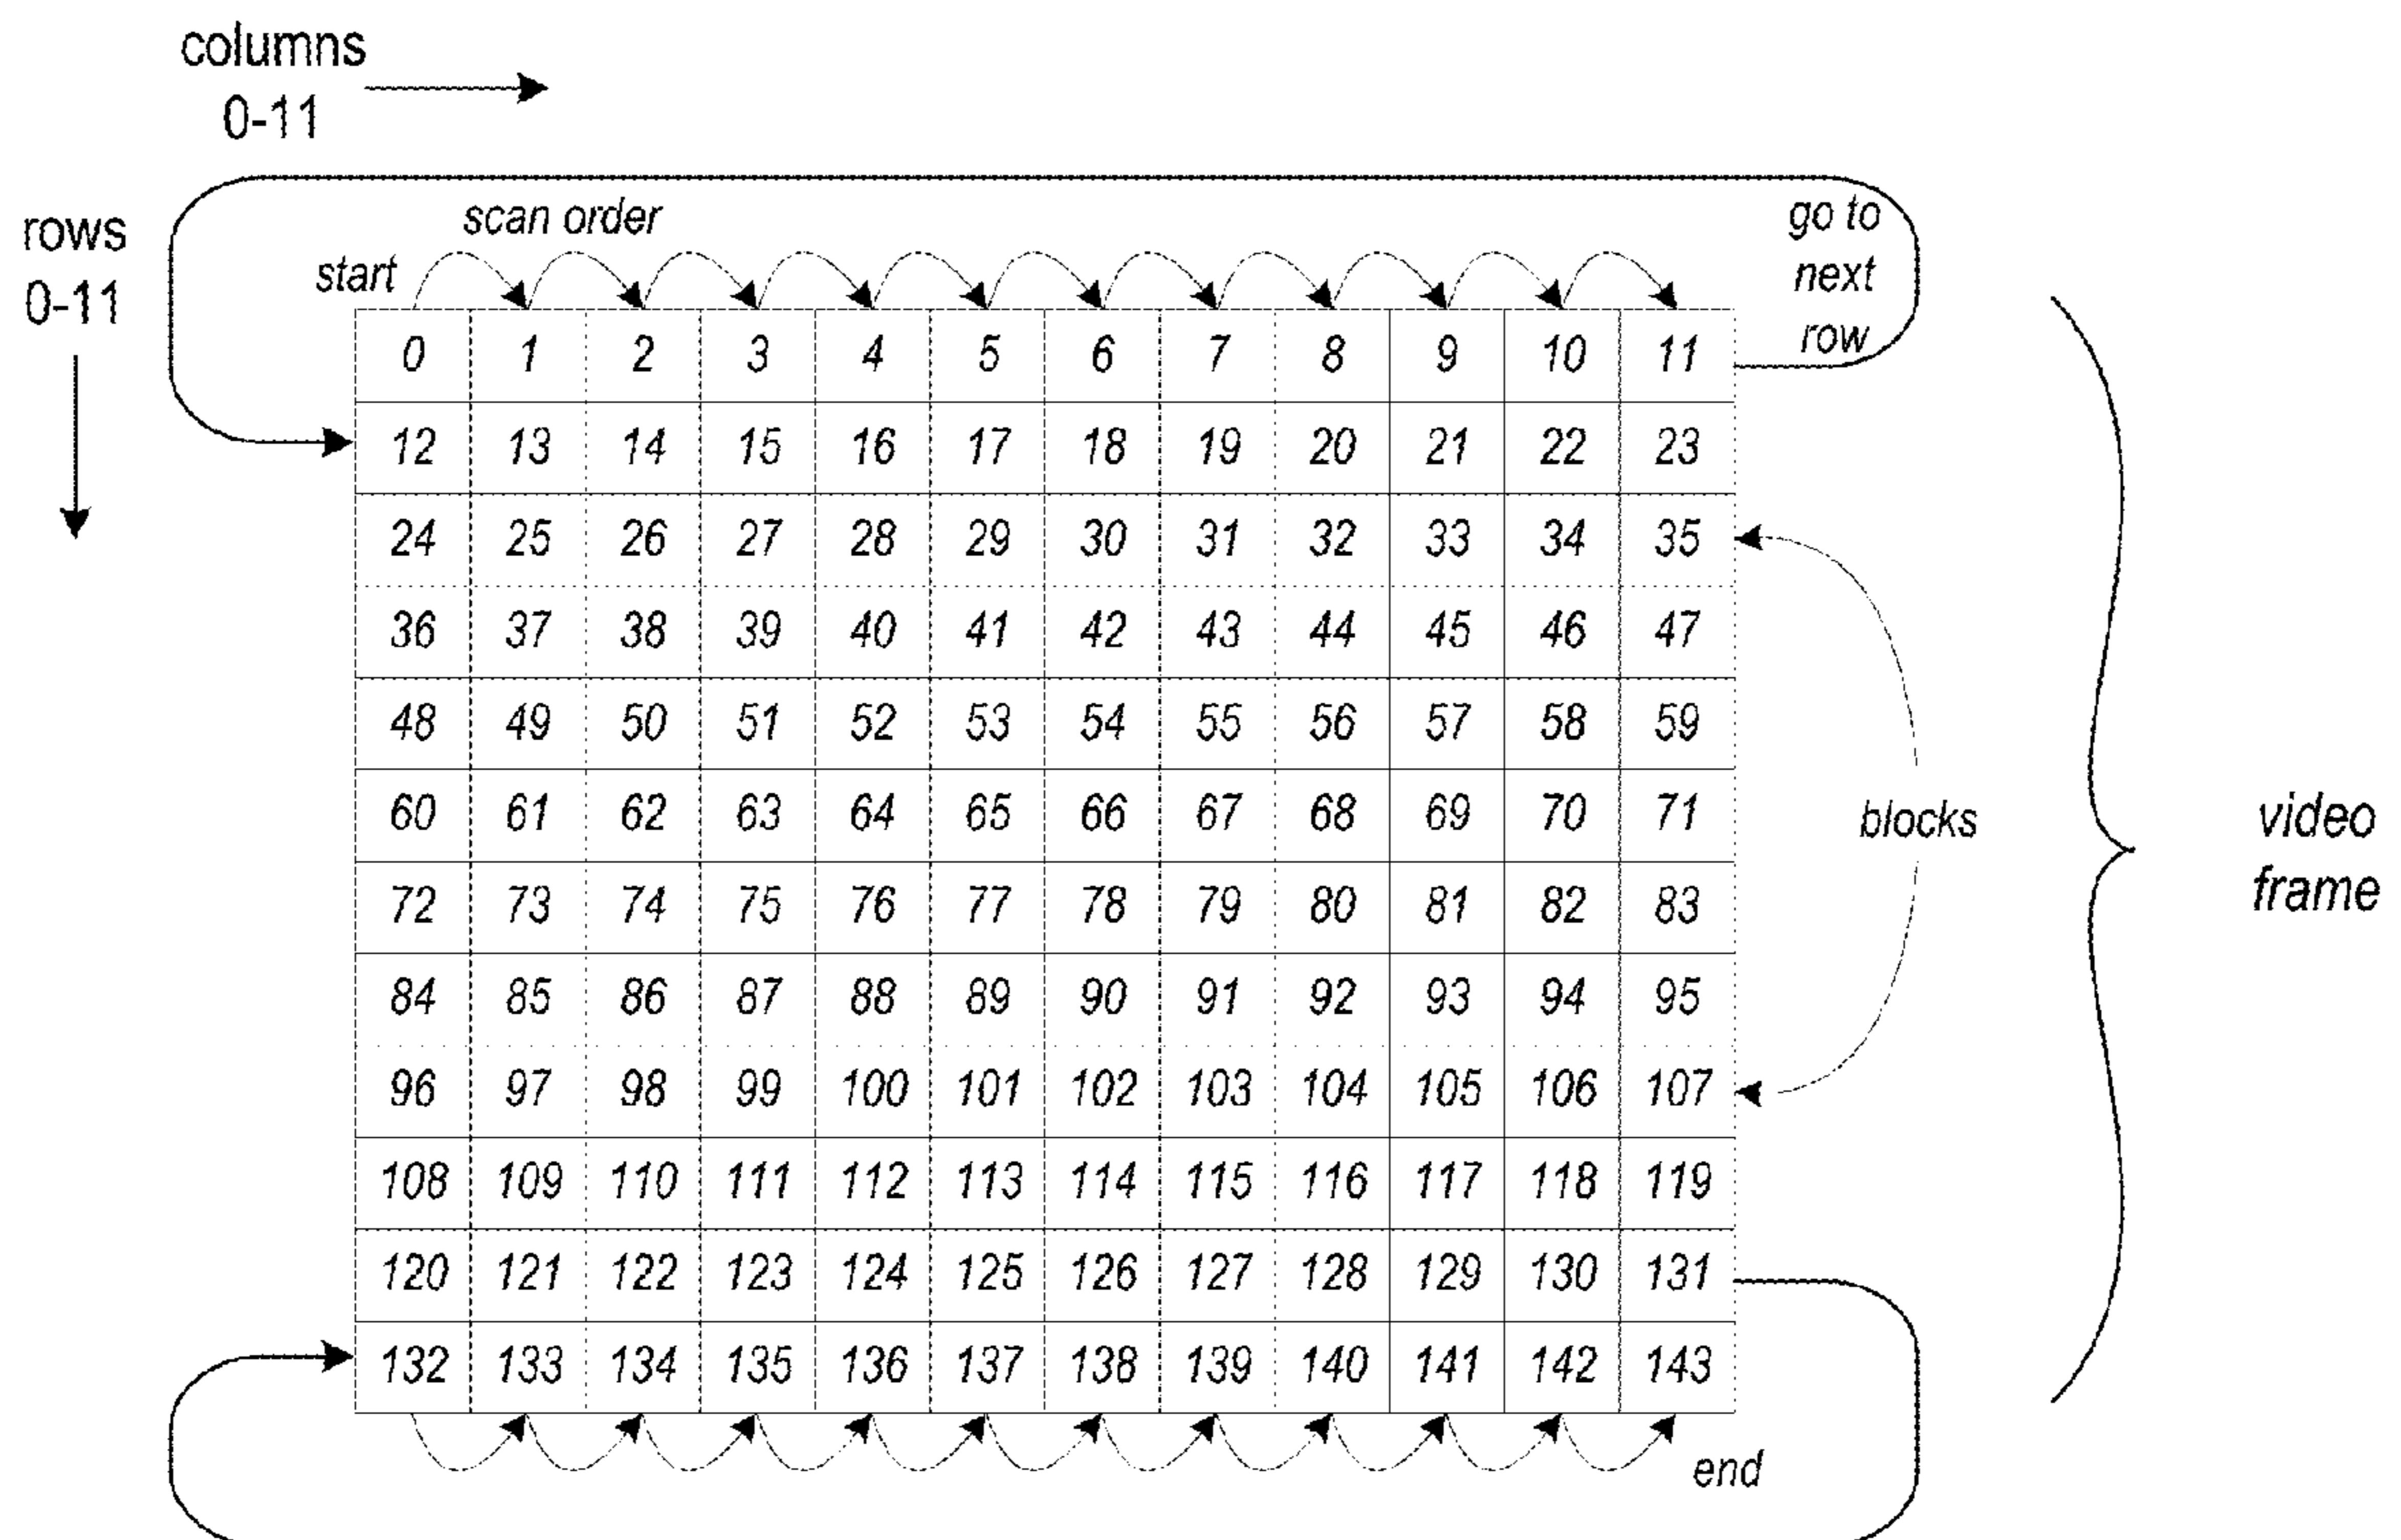 columns
0-11
rows
0-11
scan order
start
go to
next
row
0 1 2 3 4 5 6 7 8 9 10 11
12 13 14 15 16 17 18 19 20 21 22 23
24 25 26 27 28 29 30 31 32 33 34 35
36 37 38 39 40 41 42 43 44 45 46 47
48 49 50 51 52 53 54 55 56 57 58 59
60 61 62 63 64 65 66 67 68 69 70 71
72 73 74 75 76 77 78 79 80 81 82 83
84 85 86 87 88 89 90 91 92 93 94 95
96 97 98 99 100 101 102 103 104 105 106 107
108 109 110 111 112 113 114 115 116 117 118 119
120 121 122 123 124 125 126 127 128 129 130 131
132 133 134 135 136 137 138 139 140 141 142 143
blocks
video
frame
end